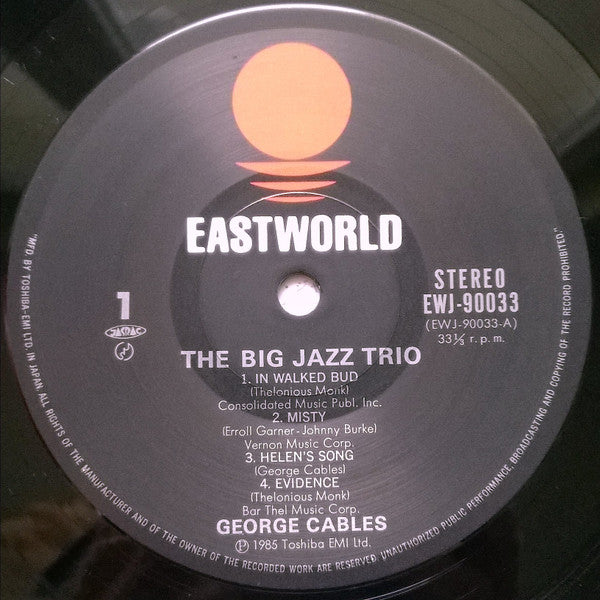 EASTWORLD
1
JASRAC
STEREO
EWJ-90033
(EWJ-90033-A)
33⅓ r.p.m.
THE BIG JAZZ TRIO
1. IN WALKED BUD
(Thelonious Monk)
Consolidated Music Publ. Inc.
2. MISTY
(Erroll Garner-Johnny Burke)
Vernon Music Corp.
3. HELEN'S SONG
(George Cables)
4. EVIDENCE
(Thelonious Monk)
Bar Thel Music Corp.
GEORGE CABLES
Ⓟ 1985 Toshiba EMI Ltd.
"MFD BY TOSHIBA-EMI LTD. IN JAPAN ALL RIGHTS OF THE MANUFACTURER AND OF THE OWNER OF THE RECORDED WORK ARE RESERVED. UNAUTHORIZED PUBLIC PERFORMANCE, BROADCASTING AND COPYING OF THE RECORD PROHIBITED."